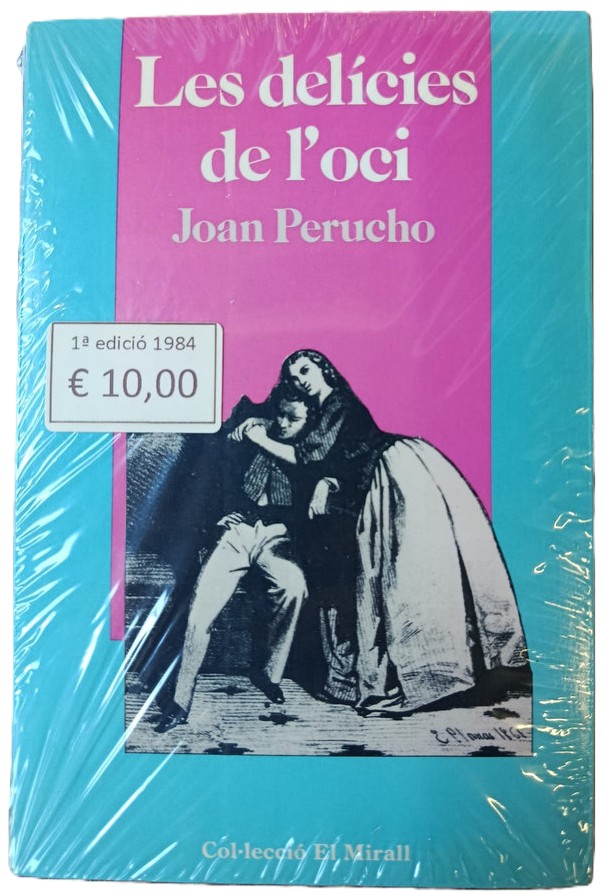 Les delícies
de l'oci
Joan Perucho
1ª edició 1984
€ 10,00
Col·lecció El Mirall